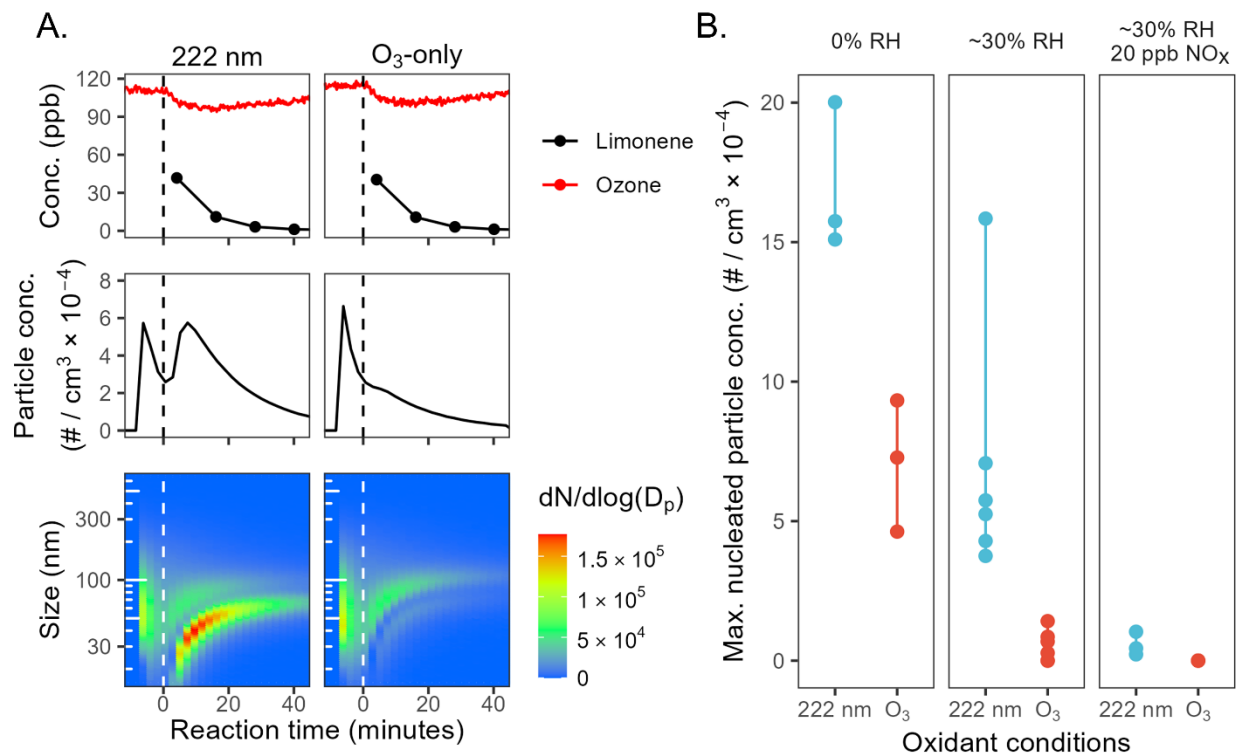 A.
222 nm
O₃-only
Conc. (ppb)
120
90
60
30
0
Limonene
Ozone
Particle conc.
(# / cm³ × 10⁻⁴)
8
6
4
2
0
Size (nm)
300
100
30
0
20
40
0
20
40
Reaction time (minutes)
dN/dlog(Dₚ)
1.5 × 10⁵
1 × 10⁵
5 × 10⁴
0
B.
0% RH
~30% RH
~30% RH
20 ppb NOₓ
Max. nucleated particle conc. (# / cm³ × 10⁻⁴)
20
15
10
5
0
222 nm
O₃
222 nm
O₃
222 nm
O₃
Oxidant conditions